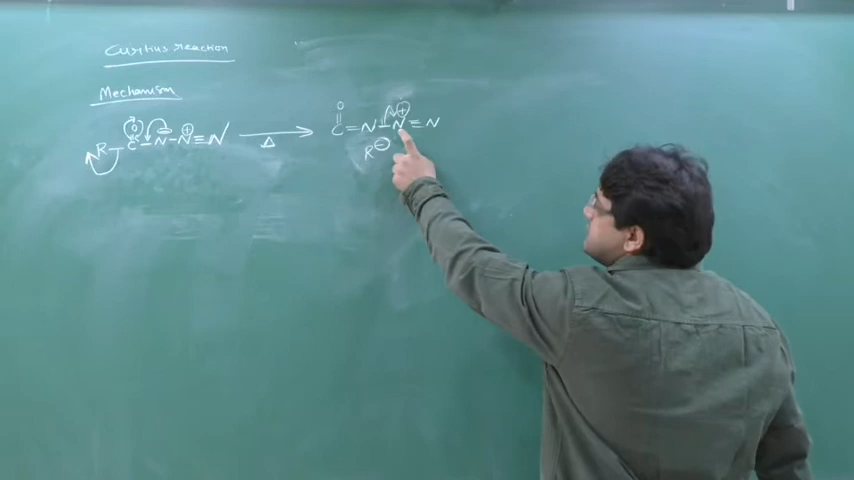 Curtius reaction
Mechanism
R – C – N – N ≡ N → C = N – N ≡ N
O ⊖ ⊕ Δ O ⊕
R ⊖